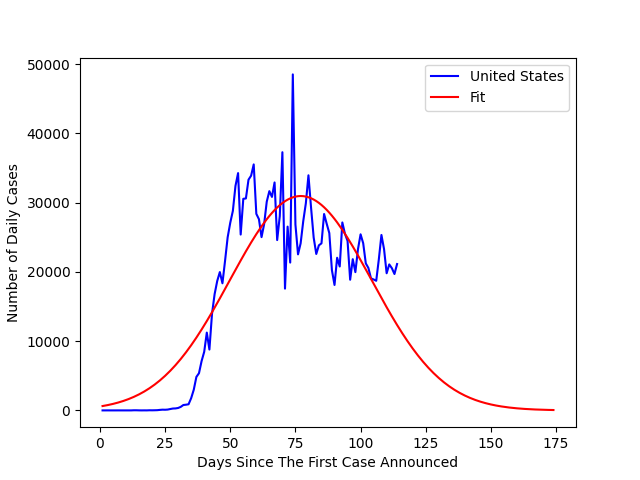 50000
40000
30000
20000
10000
0
Number of Daily Cases
United States
Fit
0 25 50 75 100 125 150 175
Days Since The First Case Announced